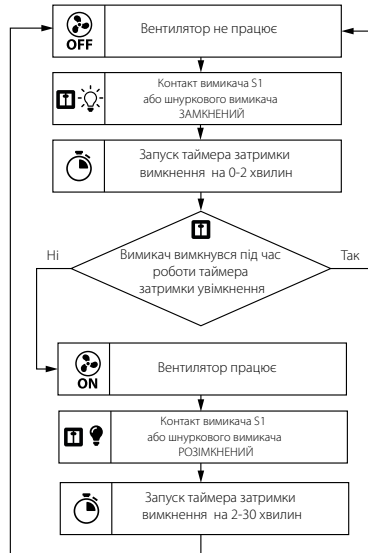 OFF
Вентилятор не працює
Контакт вимикача S1
або шнуркового вимикача
ЗАМКНЕНИЙ
Запуск таймера затримки
вимкнення на 0-2 хвилин
Ні
Так
Вимикач вимкнувся під час
роботи таймера
затримки увімкнення
ON
Вентилятор працює
Контакт вимикача S1
або шнуркового вимикача
РОЗІМКНЕНИЙ
Запуск таймера затримки
вимкнення на 2-30 хвилин